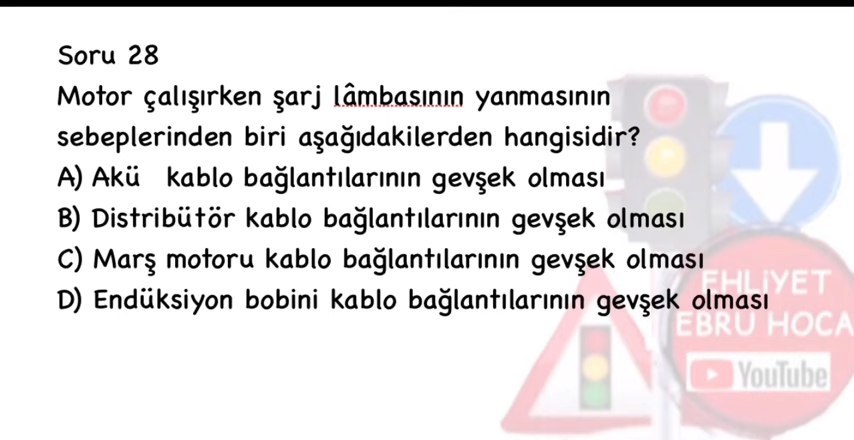 Soru 28
Motor çalışırken şarj lâmbasının yanmasının
sebeplerinden biri aşağıdakilerden hangisidir?
A) Akü kablo bağlantılarının gevşek olması
B) Distribütör kablo bağlantılarının gevşek olması
C) Marş motoru kablo bağlantılarının gevşek olması
D) Endüksiyon bobini kablo bağlantılarının gevşek olması
EHLİYET
EBRU HOCA
YouTube